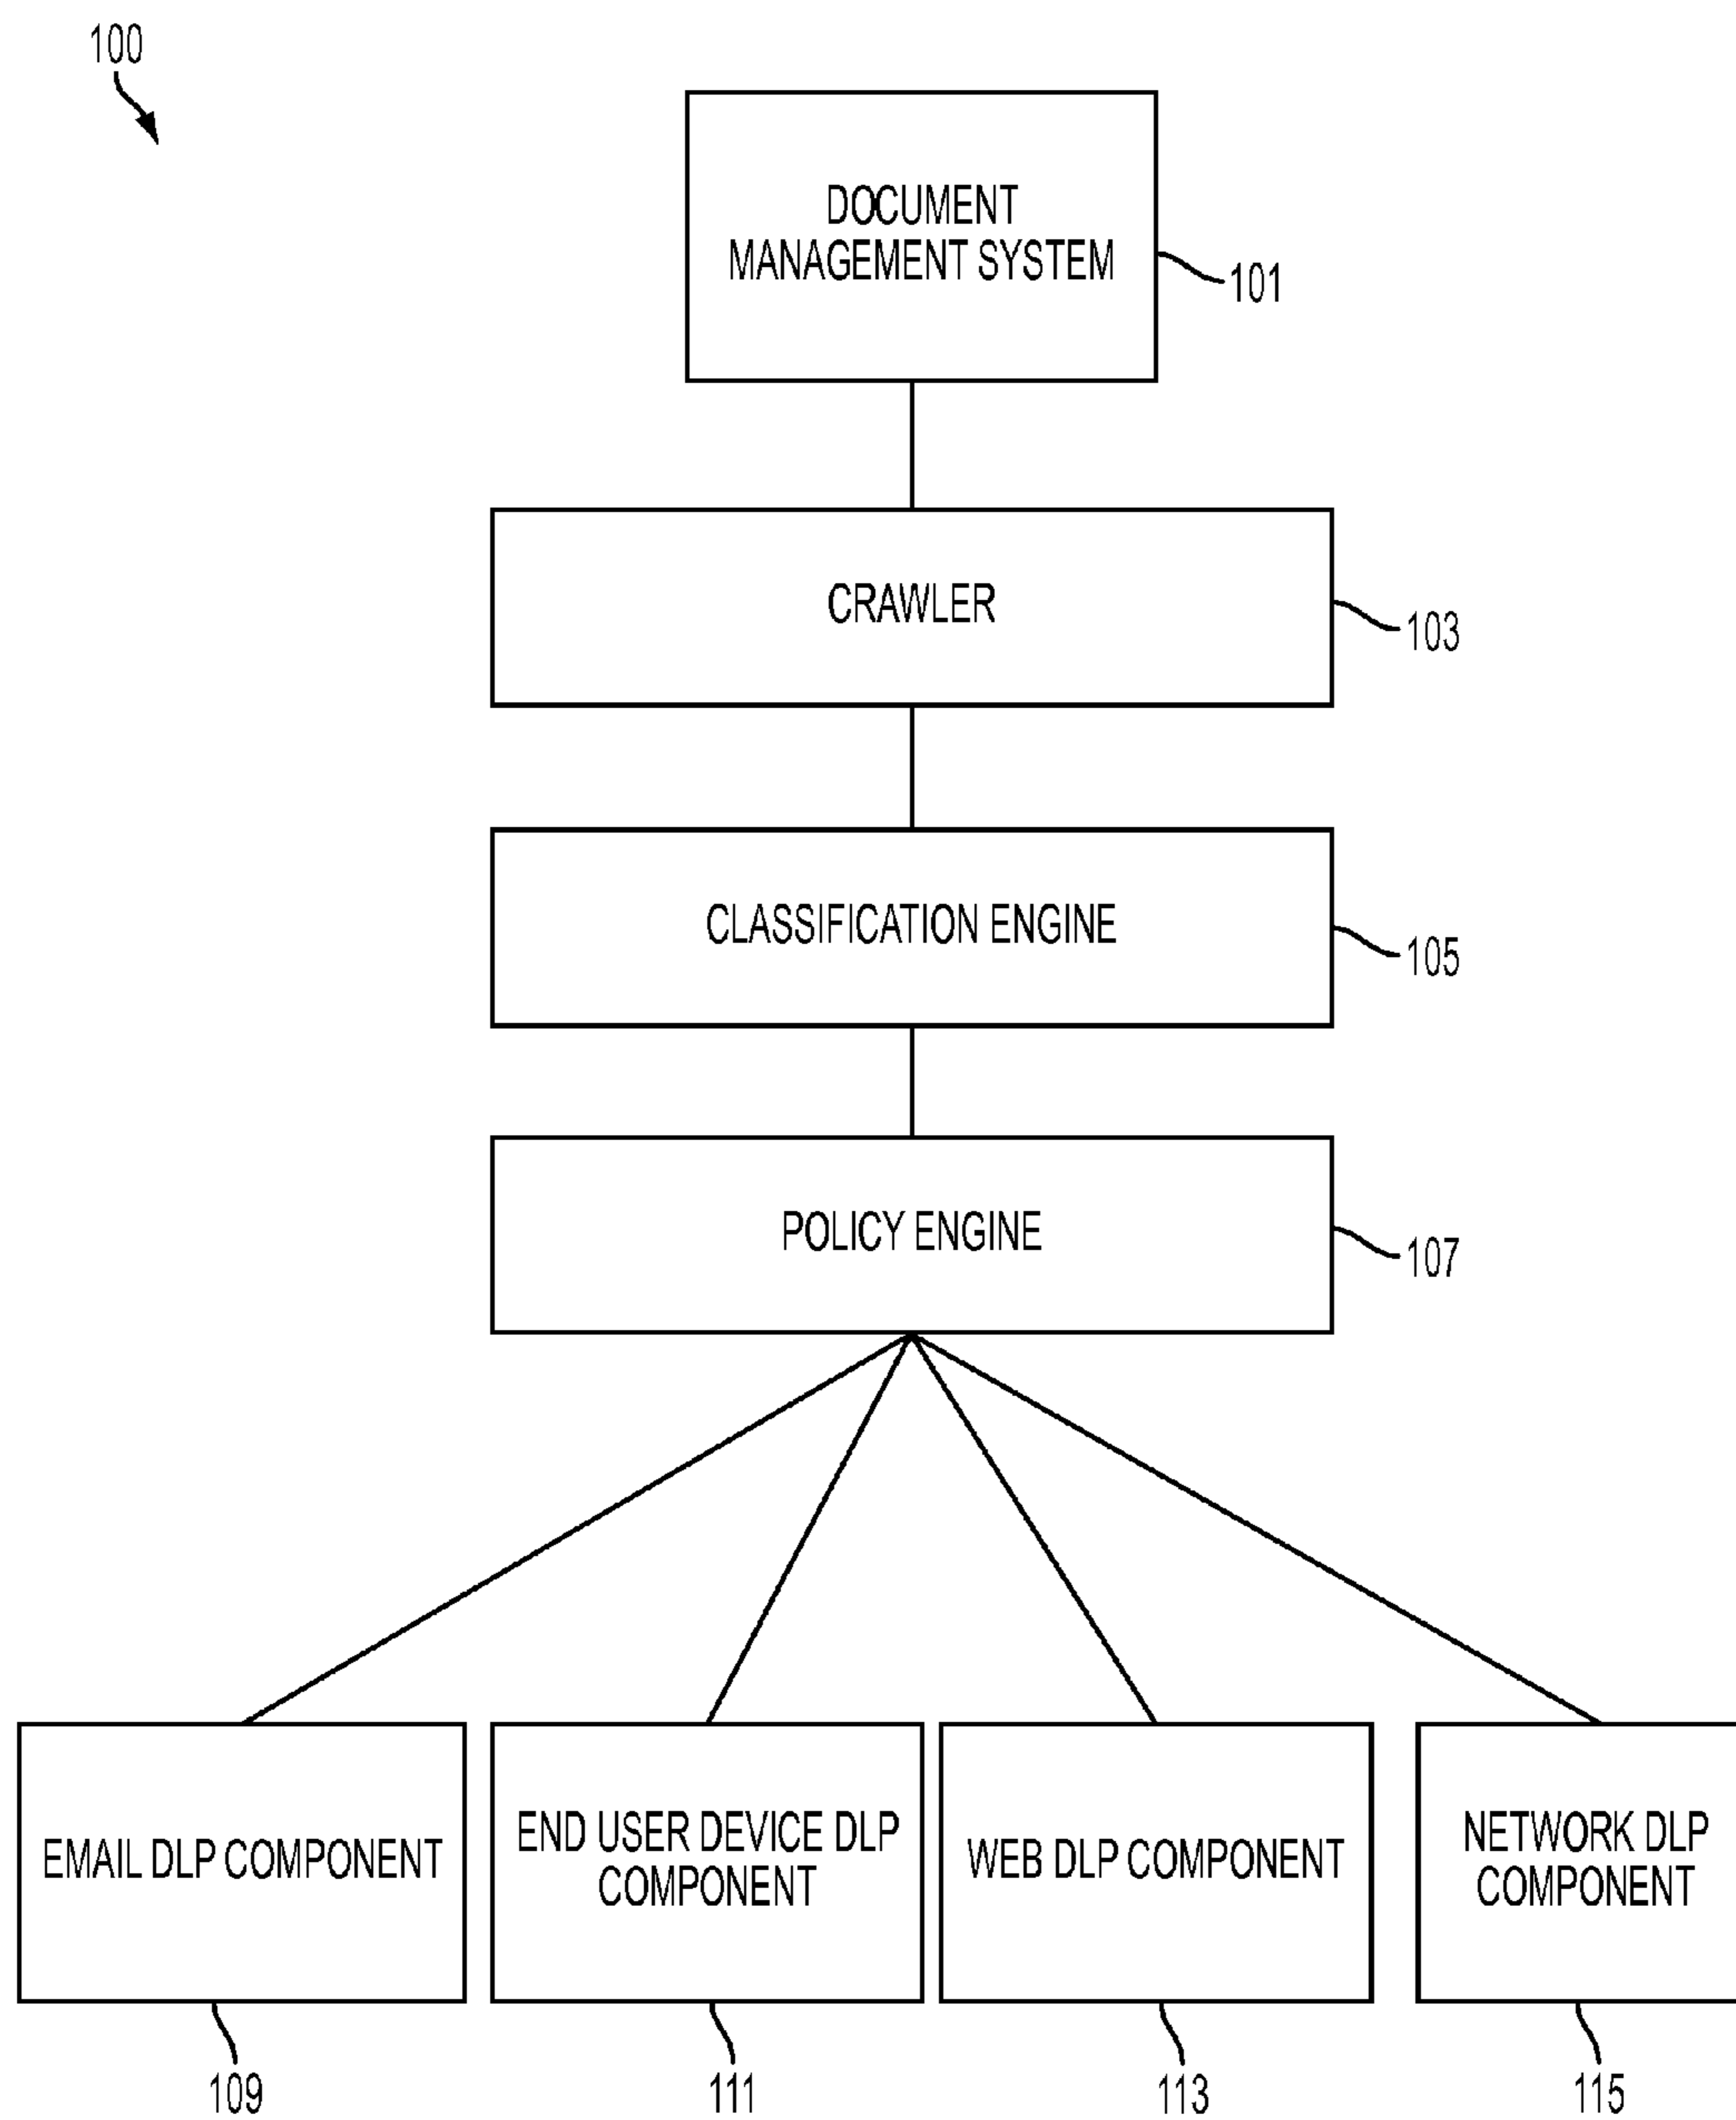 100
DOCUMENT
MANAGEMENT SYSTEM
101
CRAWLER
103
CLASSIFICATION ENGINE
105
POLICY ENGINE
107
EMAIL DLP COMPONENT
END USER DEVICE DLP
COMPONENT
WEB DLP COMPONENT
NETWORK DLP
COMPONENT
109
111
113
115